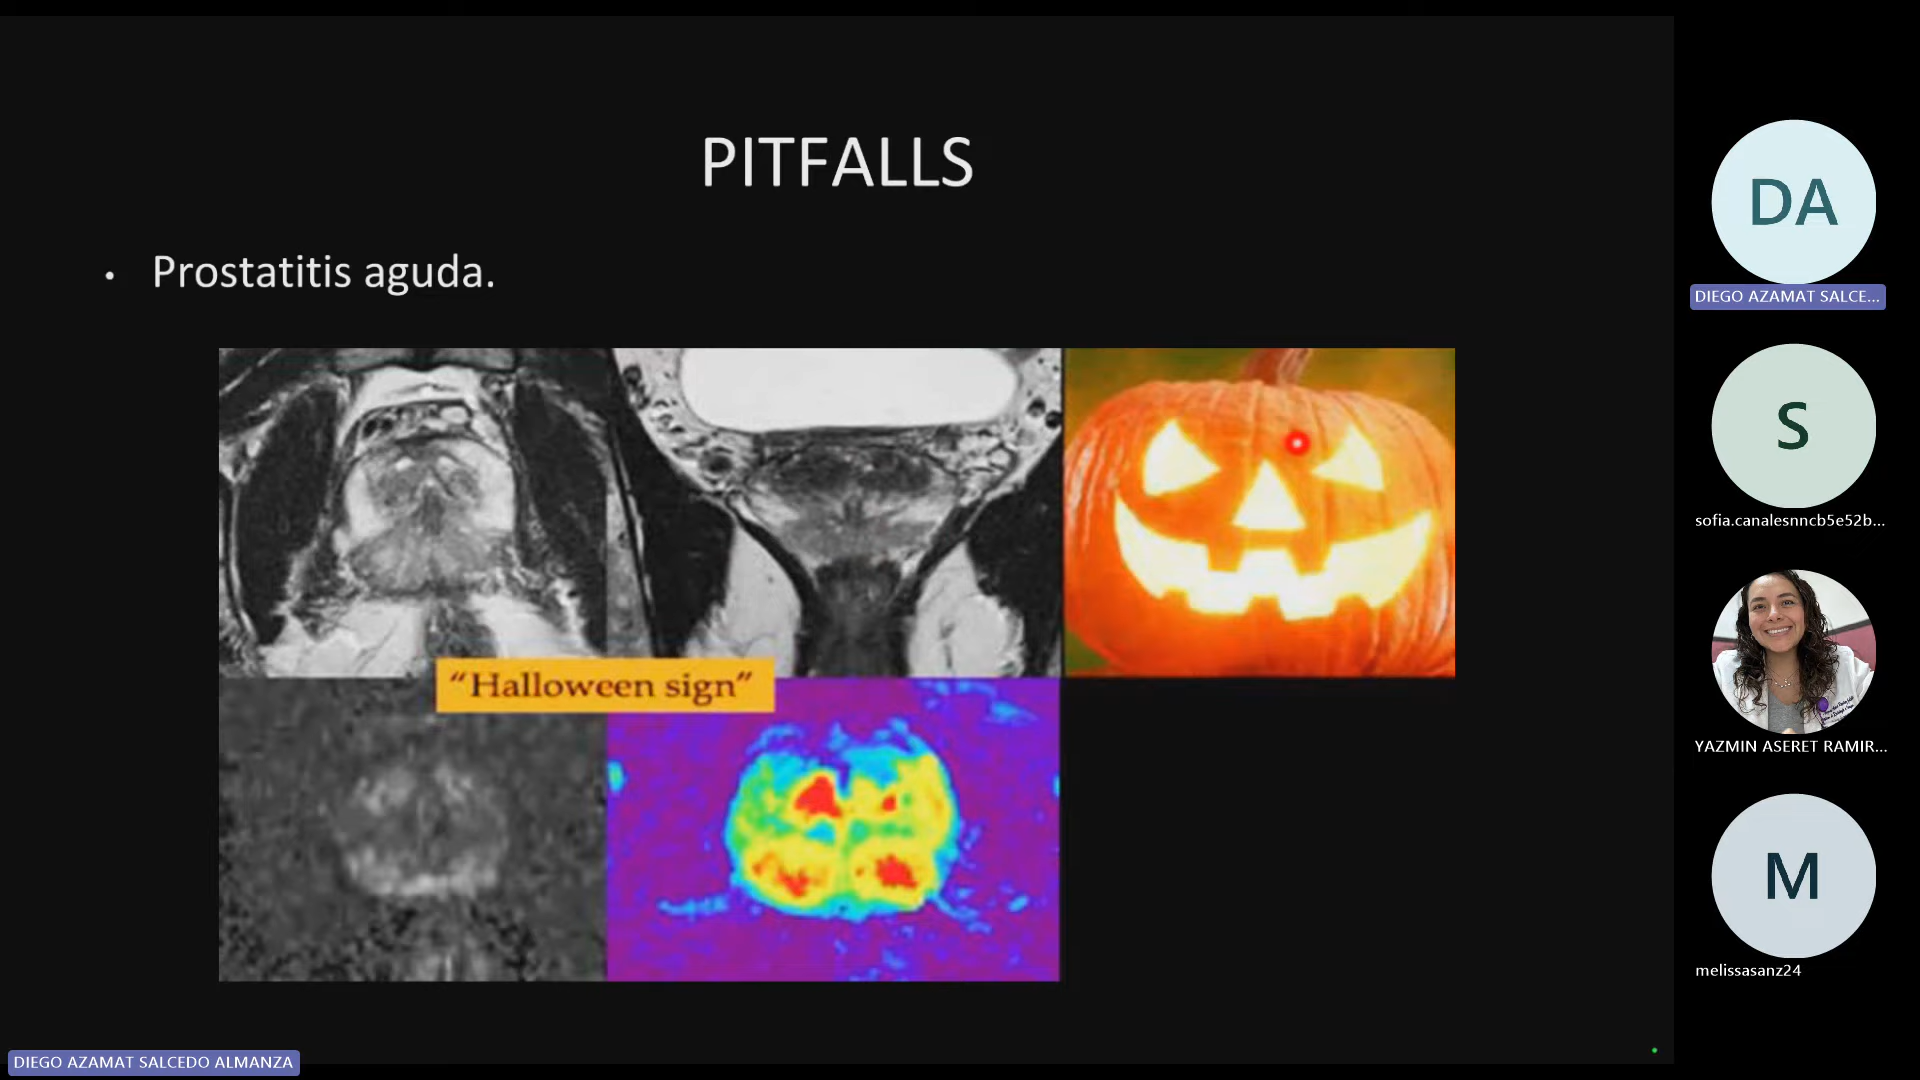 PITFALLS
• Prostatitis aguda.
“Halloween sign”
DA
DIEGO AZAMAT SALCE...
S
sofia.canalesnncb5e52b...
YAZMIN ASERET RAMIR...
M
melissasanz24
DIEGO AZAMAT SALCEDO ALMANZA